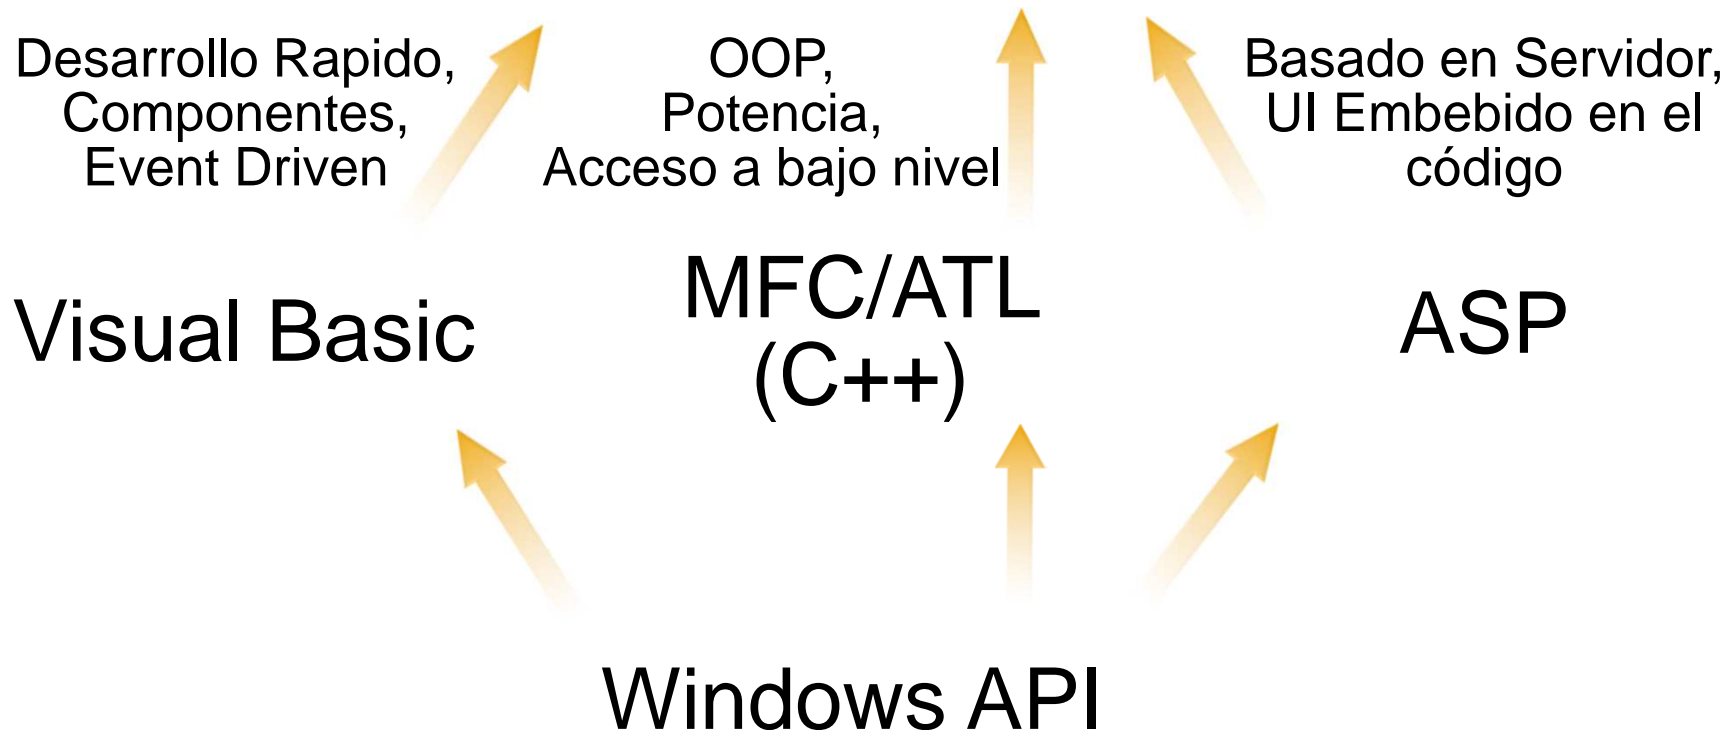 Desarrollo Rapido,
Componentes,
Event Driven
OOP,
Potencia,
Acceso a bajo nivel
Basado en Servidor,
UI Embebido en el
código
Visual Basic
MFC/ATL
(C++)
ASP
Windows API